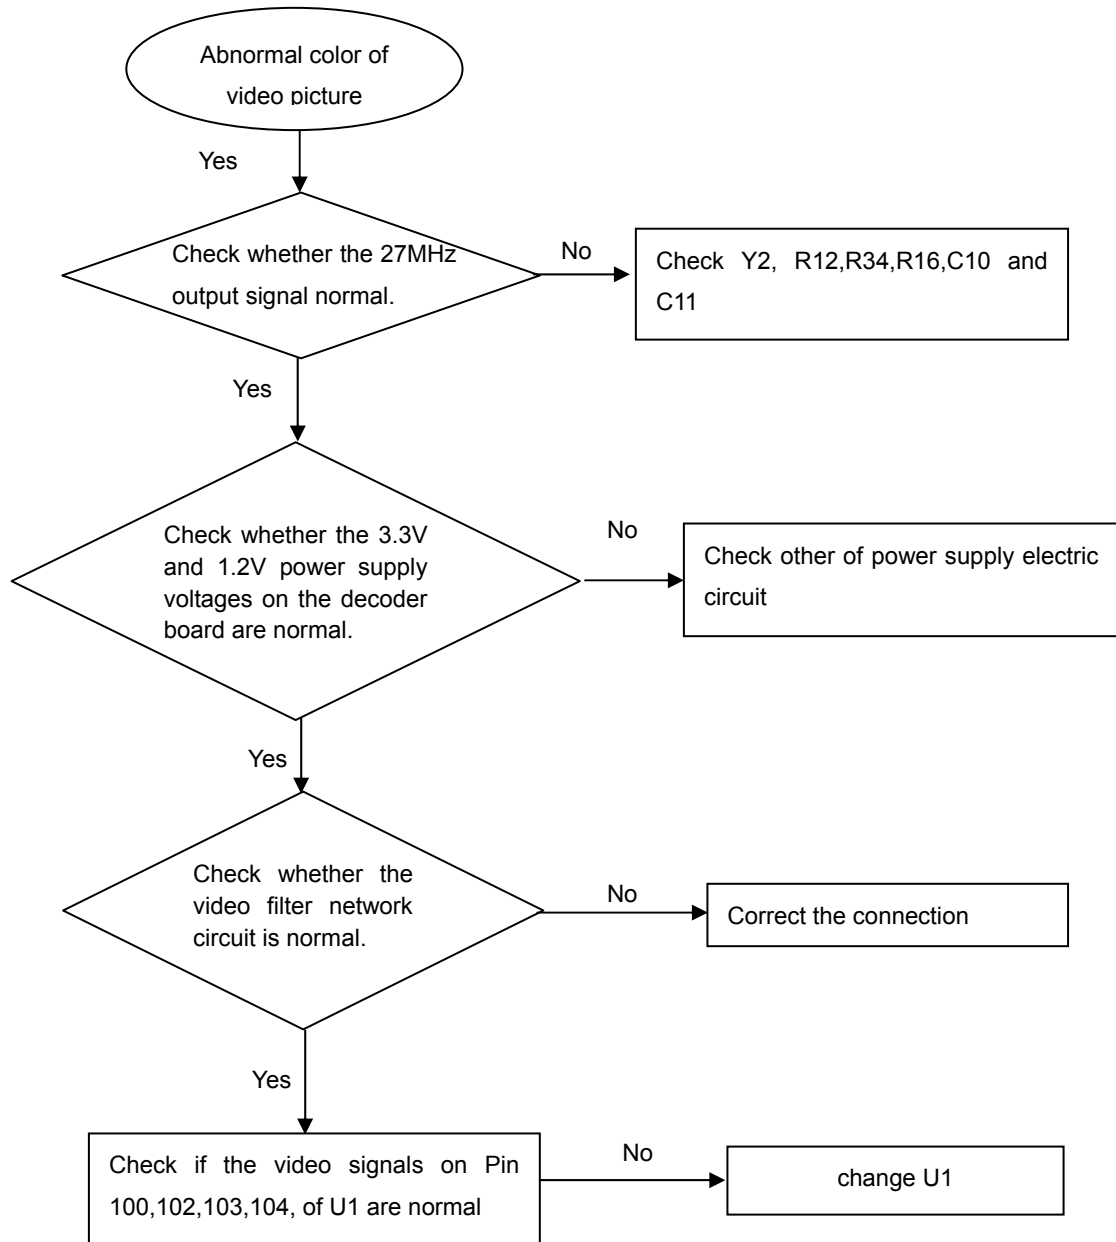 Abnormal color of
video picture
Yes
Check whether the 27MHz
output signal normal.
No
Check Y2, R12,R34,R16,C10 and
C11
Yes
Check whether the 3.3V
and 1.2V power supply
voltages on the decoder
board are normal.
No
Check other of power supply electric
circuit
Yes
Check whether the
video filter network
circuit is normal.
No
Correct the connection
Yes
Check if the video signals on Pin
100,102,103,104, of U1 are normal
No
change U1